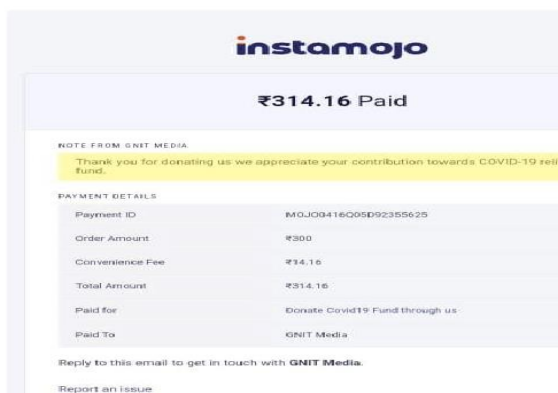 instamojo
₹314.16 Paid
NOTE FROM GNIT MEDIA
Thank you for donating us we appreciate your contribution towards COVID-19 reli
fund.
PAYMENT DETAILS
Payment ID MOJO0416Q05D92355625
Order Amount ₹300
Convenience Fee ₹14.16
Total Amount ₹314.16
Paid for Donate Covid19 Fund through us
Paid To GNIT Media
Reply to this email to get in touch with GNIT Media.
Report an issue